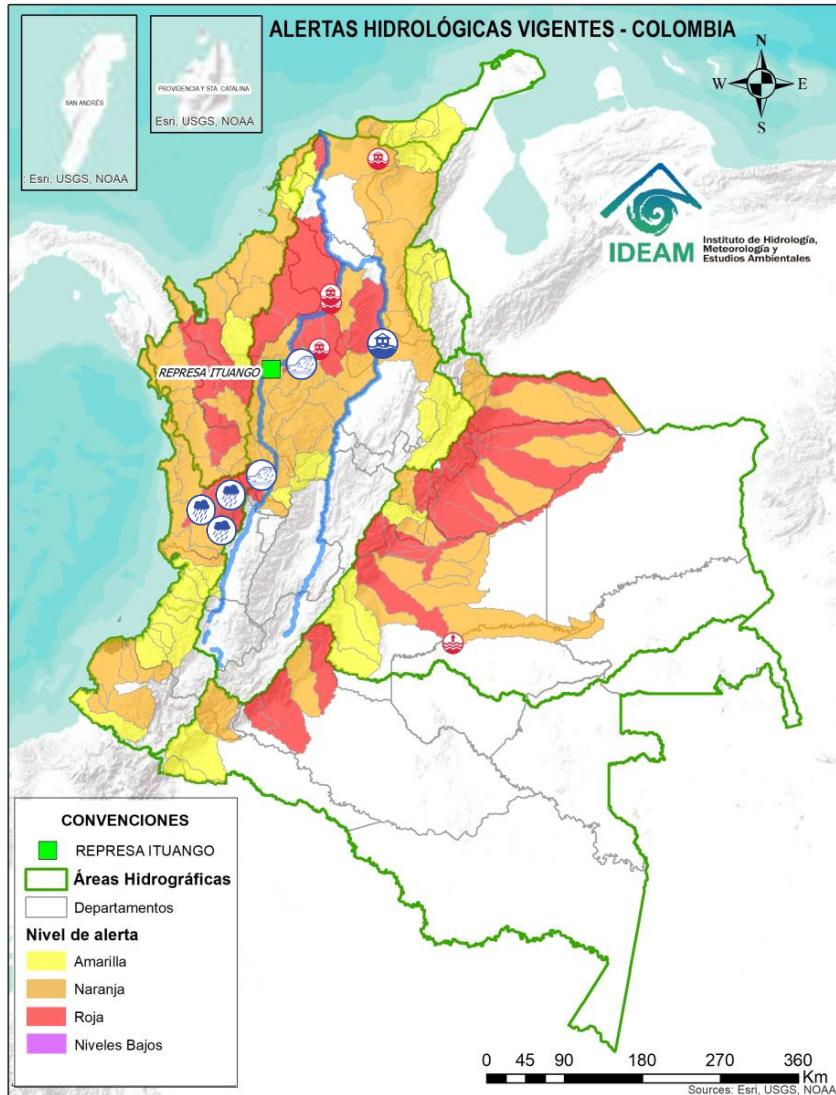 ALERTAS HIDROLÓGICAS VIGENTES - COLOMBIA
SAN ANDRÉS
: Esri, USGS, NOAA
PROVIDENCIA Y STA. CATALINA
Esri, USGS, NOAA
N
W
E
S
IDEAM
Instituto de Hidrología,
Meteorología y
Estudios Ambientales
REPRESA ITUANGO
CONVENCIONES
REPRESA ITUANGO
Áreas Hidrográficas
Departamentos
Nivel de alerta
Amarilla
Naranja
Roja
Niveles Bajos
0 45 90 180 270 360
Km
Sources: Esri, USGS, NOAA